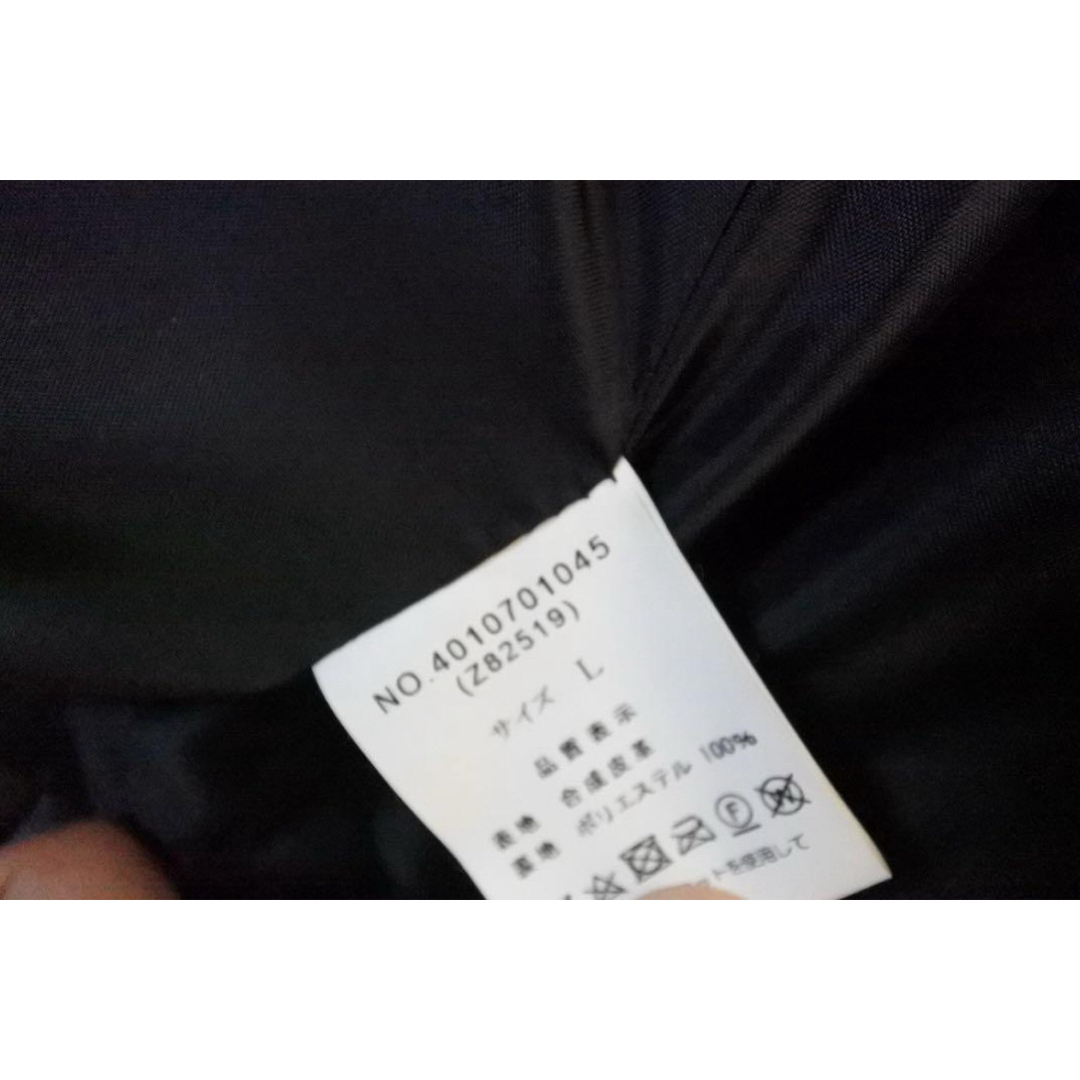 NO.4010701045
(Z82519)
サイズ L
品質表示
表地 合成皮革
裏地 ポリエステル 100%
を使用して